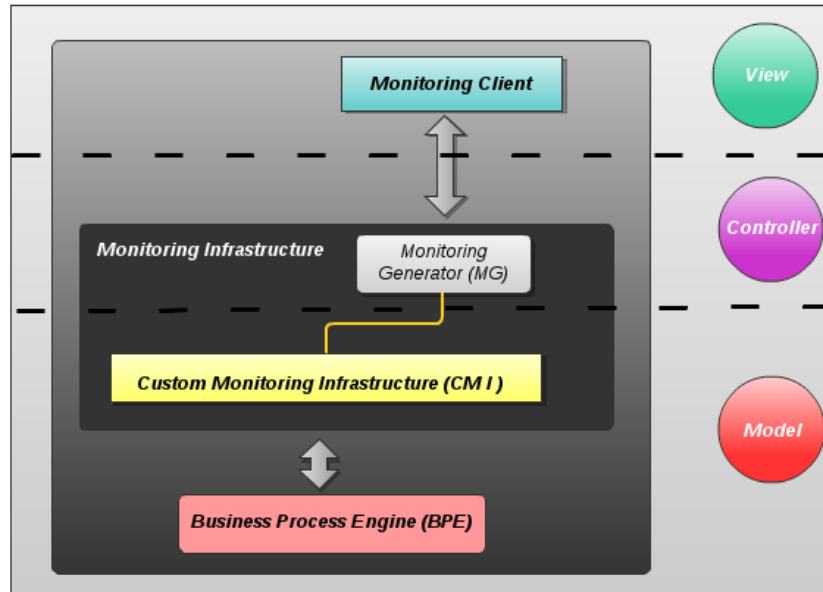 Monitoring Client
View
Monitoring Infrastructure
Monitoring
Generator (MG)
Controller
Custom Monitoring Infrastructure (CM I )
Model
Business Process Engine (BPE)